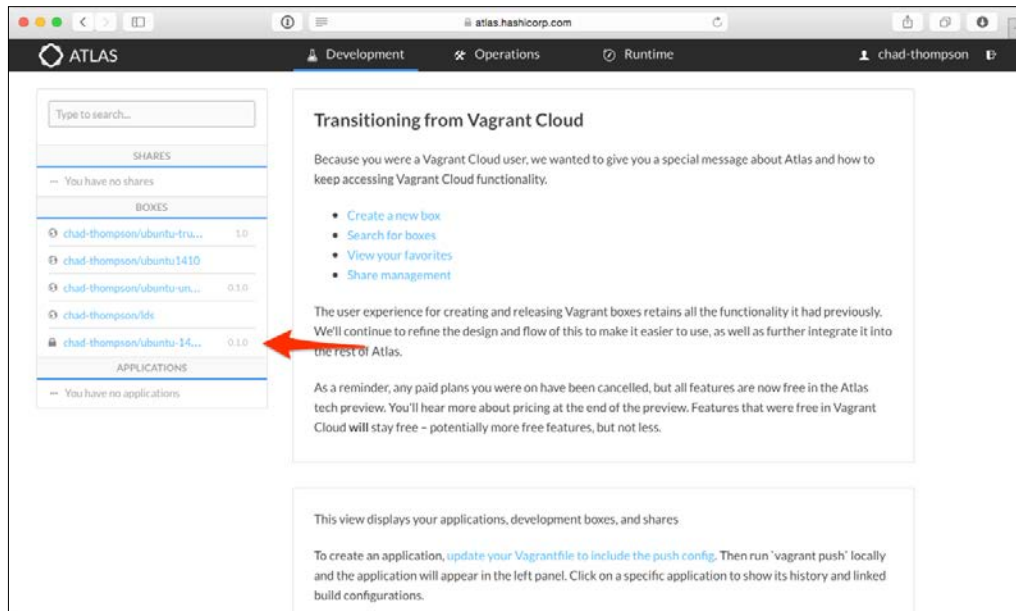 atlas.hashicorp.com
ATLAS
Development
Operations
Runtime
chad-thompson
Type to search...
SHARES
You have no shares
BOXES
chad-thompson/ubuntu-tru... 1.0
chad-thompson/ubuntu1410
chad-thompson/ubuntu-un... 0.1.0
chad-thompson/lds
chad-thompson/ubuntu-14... 0.1.0
APPLICATIONS
You have no applications
Transitioning from Vagrant Cloud
Because you were a Vagrant Cloud user, we wanted to give you a special message about Atlas and how to
keep accessing Vagrant Cloud functionality.
• Create a new box
• Search for boxes
• View your favorites
• Share management
The user experience for creating and releasing Vagrant boxes retains all the functionality it had previously.
We'll continue to refine the design and flow of this to make it easier to use, as well as further integrate it into
the rest of Atlas.
As a reminder, any paid plans you were on have been cancelled, but all features are now free in the Atlas
tech preview. You'll hear more about pricing at the end of the preview. Features that were free in Vagrant
Cloud will stay free – potentially more free features, but not less.
This view displays your applications, development boxes, and shares
To create an application, update your Vagrantfile to include the push config. Then run `vagrant push` locally
and the application will appear in the left panel. Click on a specific application to show its history and linked
build configurations.